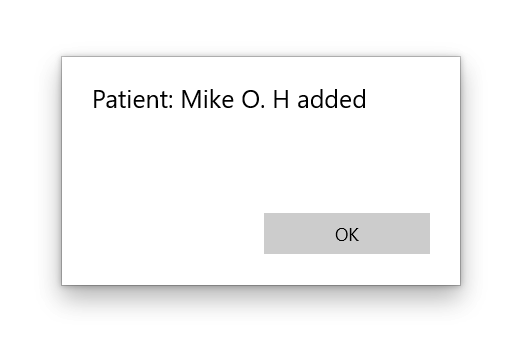 Patient: Mike O. H added
OK